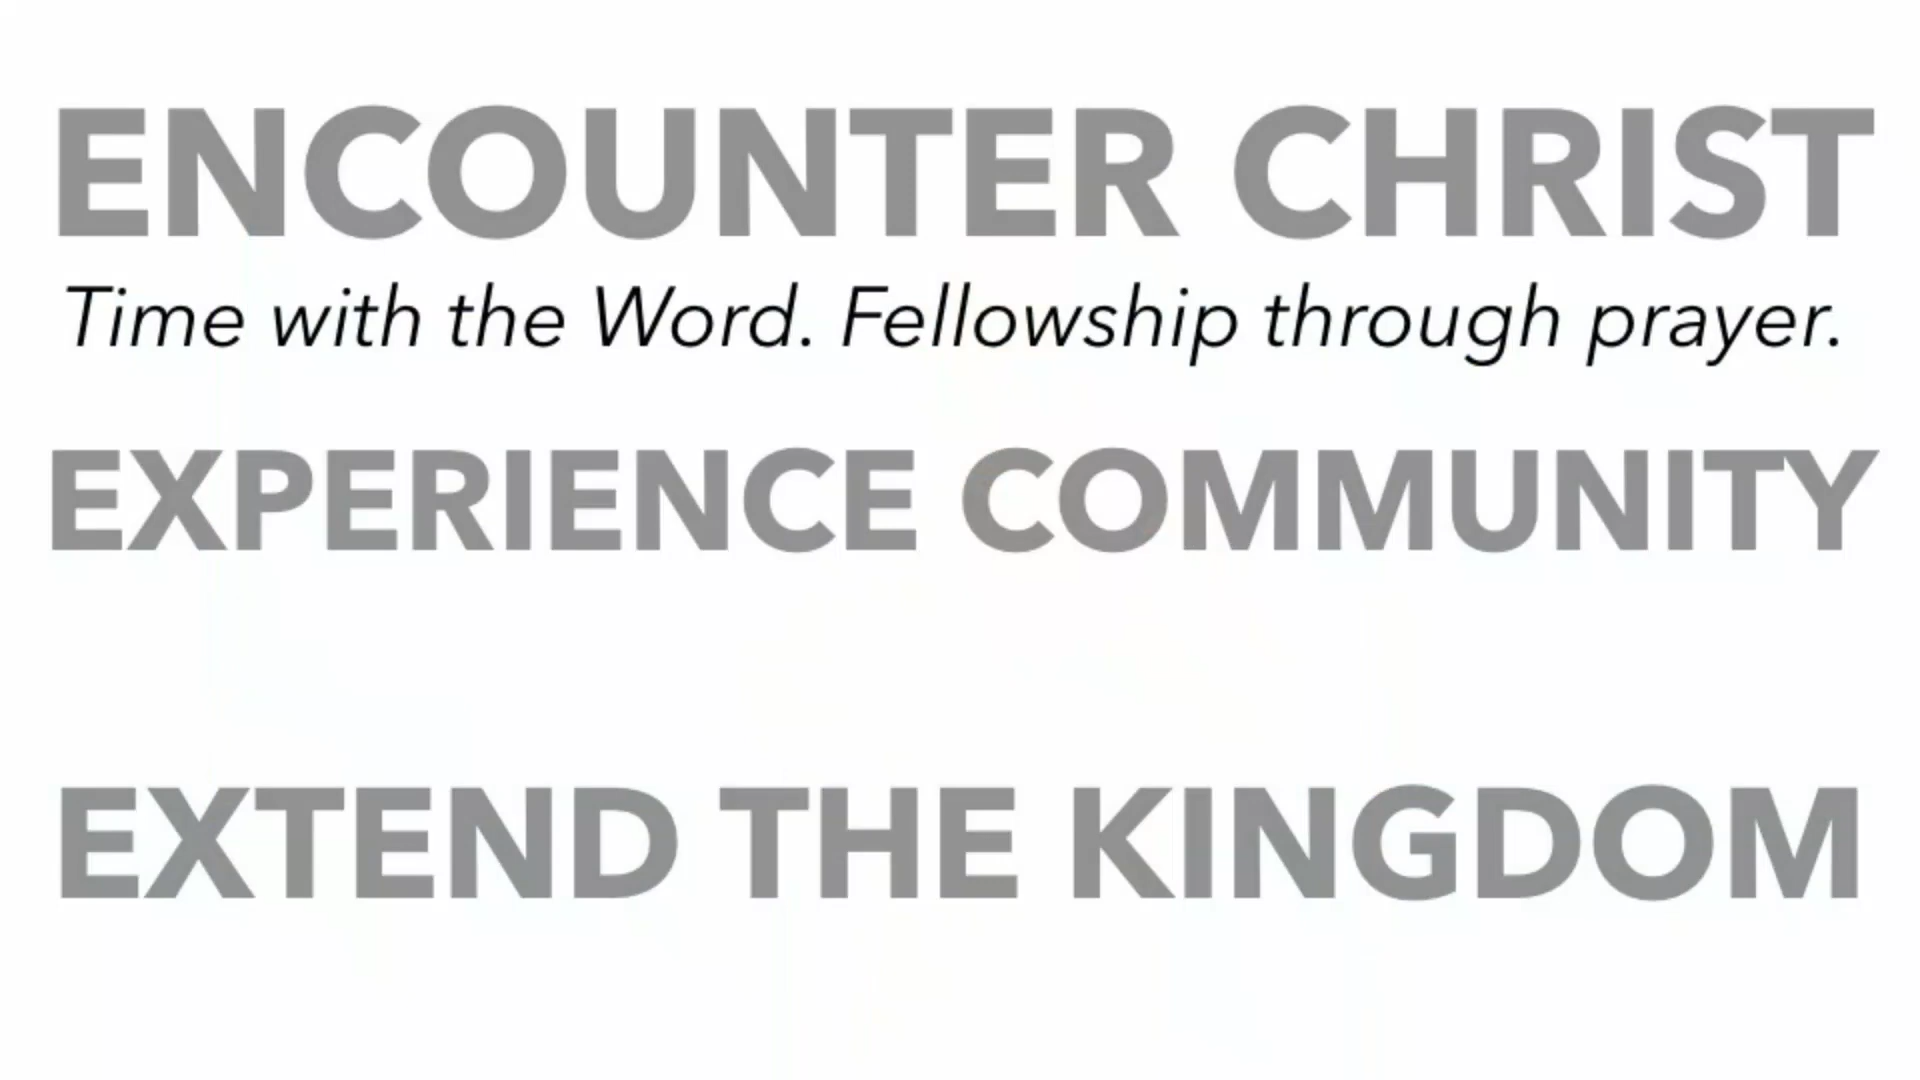 ENCOUNTER CHRIST
Time with the Word. Fellowship through prayer.
EXPERIENCE COMMUNITY
EXTEND THE KINGDOM